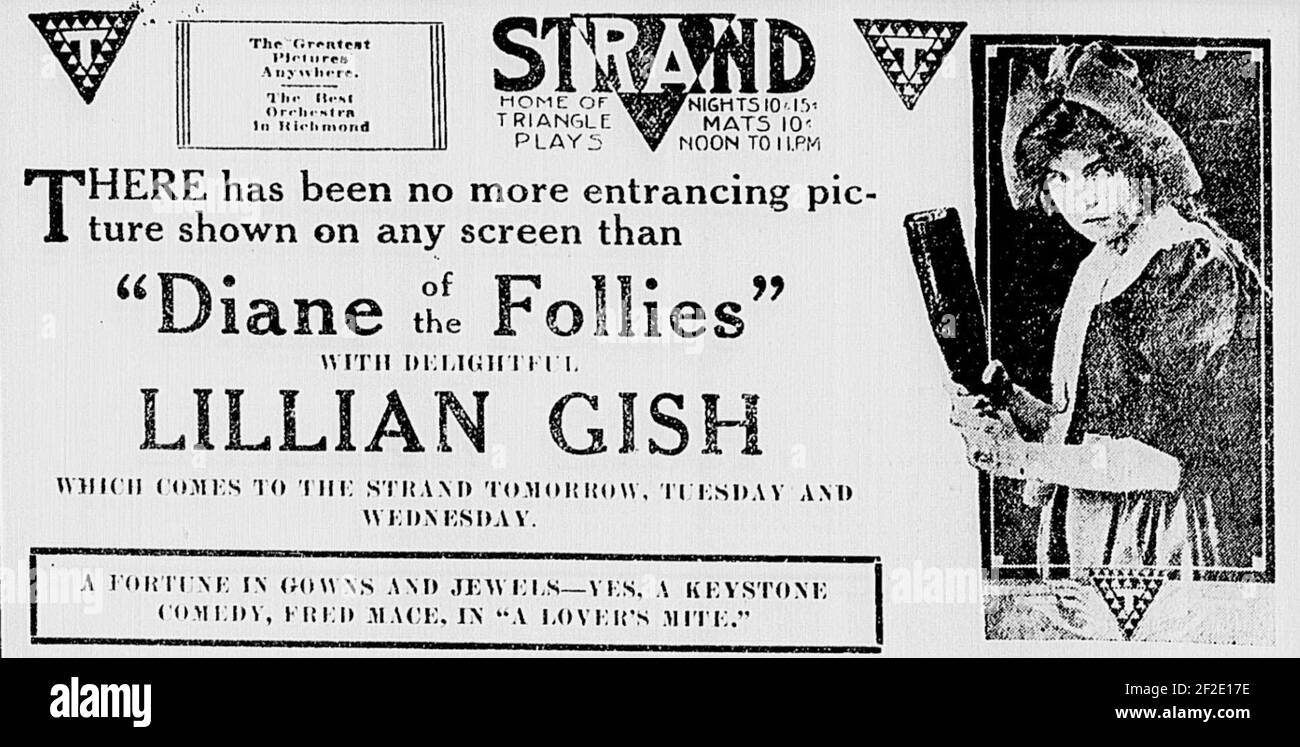 T
The Greatest
Pictures
Anywhere.
The Best
Orchestra
in Richmond
STRAND
HOME OF
TRIANGLE
PLAYS
NIGHTS 10 & 15¢
MATS 10¢
NOON TO 11.P.M
T
THERE has been no more entrancing pic-
ture shown on any screen than
"Diane of the Follies"
WITH DELIGHTFUL
LILLIAN GISH
WHICH COMES TO THE STRAND TOMORROW, TUESDAY AND
WEDNESDAY.
A FORTUNE IN GOWNS AND JEWELS—YES, A KEYSTONE
COMEDY, FRED MACE, IN "A LOVER'S MITE."
T
alamy
Image ID: 2F2E17E
www.alamy.com